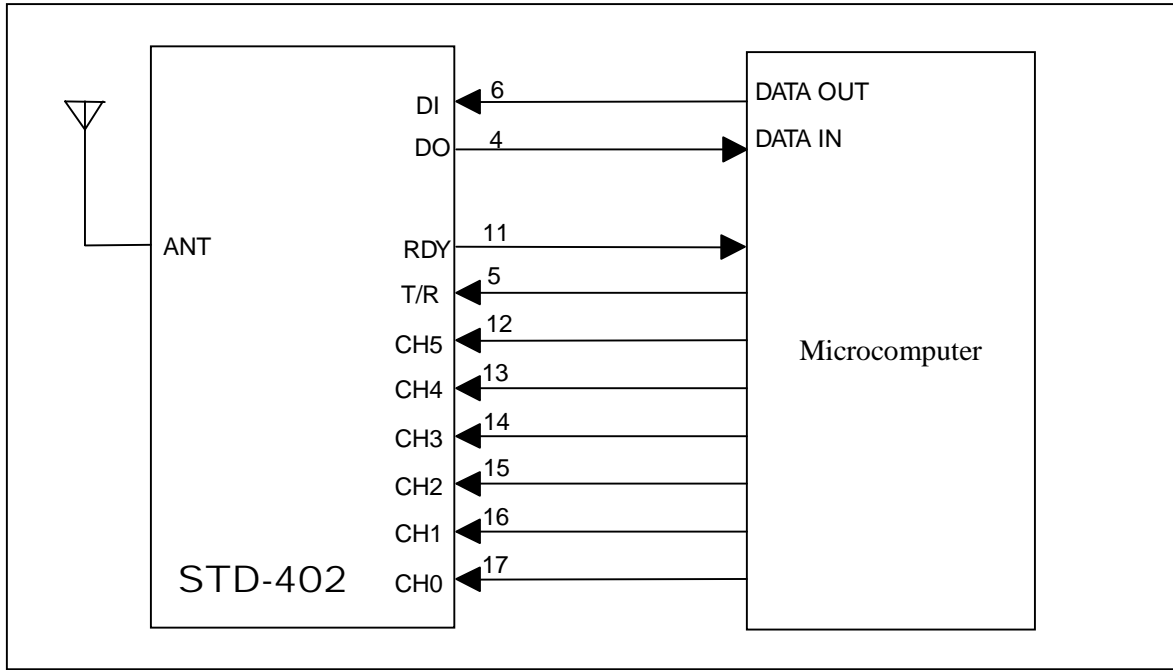 DI 6 DATA OUT
DO 4 DATA IN
ANT RDY 11
T/R 5
CH5 12
Microcomputer
CH4 13
CH3 14
CH2 15
CH1 16
STD-402 CH0 17